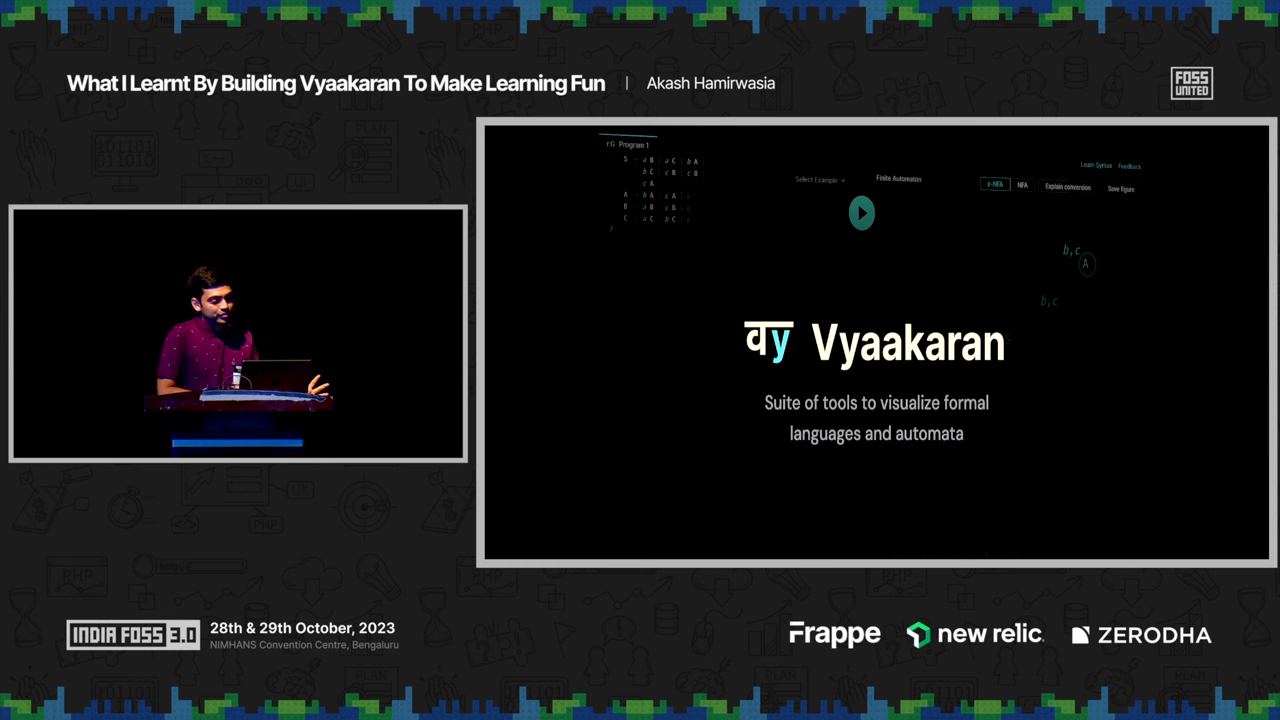 What I Learnt By Building Vyaakaran To Make Learning Fun | Akash Hamirwasia
FOSS
UNITED
rG Program 1
S → a B | a C | b A
b C | c B | c B
c A
A → b A | c A | ε
B → a B | c B | ε
C → a C | b C | ε
7
Select Example
Finite Automaton
Learn Syntax Feedback
ε-NFA NFA Explain conversion Save figure
b, c
A
b, c
वy Vyaakaran
Suite of tools to visualize formal
languages and automata
INDIA FOSS 3.0
28th & 29th October, 2023
NIMHANS Convention Centre, Bengaluru
Frappe
new relic
ZERODHA